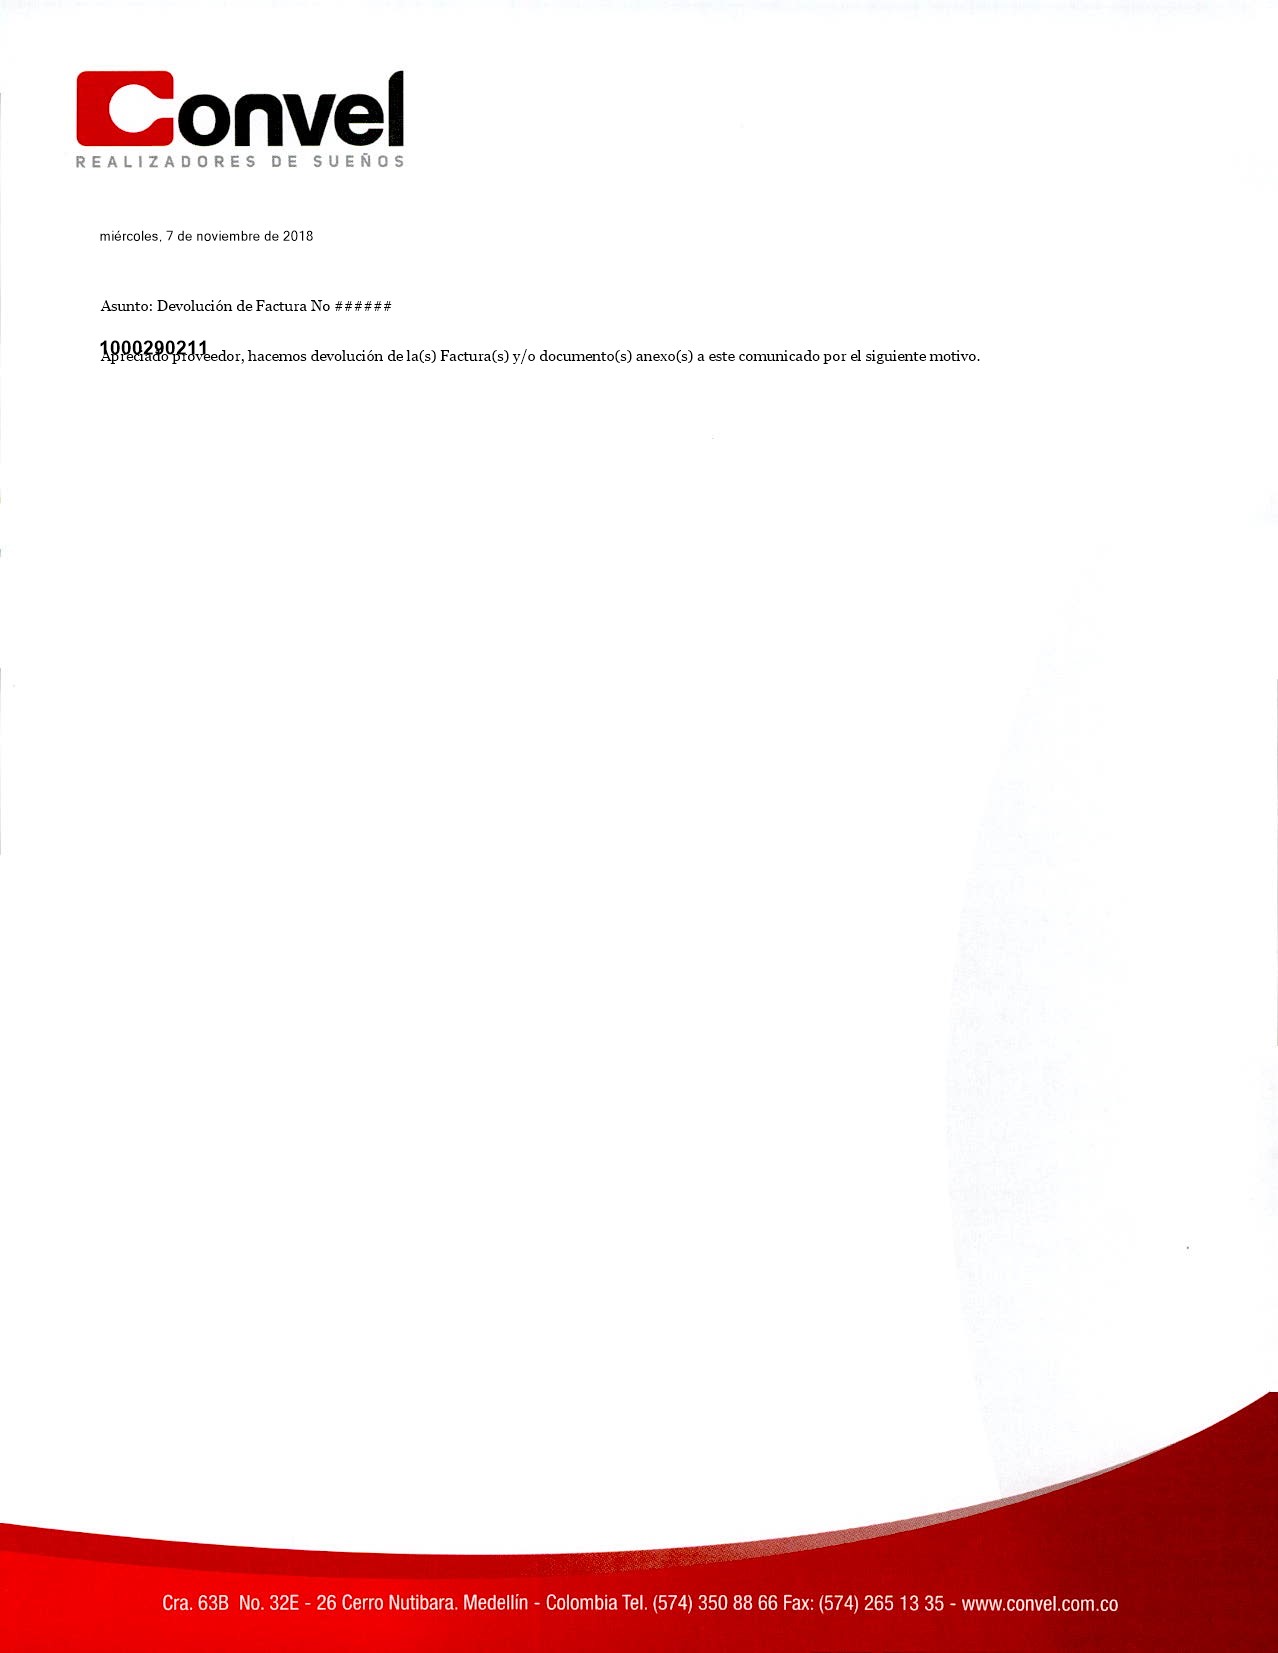 Convel
REALIZADORES DE SUEÑOS
miércoles, 7 de noviembre de 2018
Asunto: Devolución de Factura No ######
1000290211
Apreciado proveedor, hacemos devolución de la(s) Factura(s) y/o documento(s) anexo(s) a este comunicado por el siguiente motivo.
Cra. 63B No. 32E - 26 Cerro Nutibara. Medellín - Colombia Tel. (574) 350 88 66 Fax: (574) 265 13 35 - www.convel.com.co